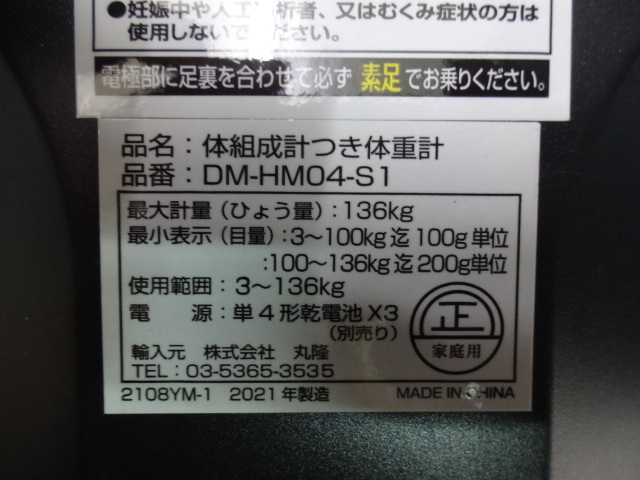 ●妊娠中や人工 析者、又はむくみ症状の方は
使用しないで ださい。
電極部に足裏を合わせて必ず 素足 でお乗りください。
品名：体組成計つき体重計
品番：DM-HM04-S1
最大計量（ひょう量）：136kg
最小表示（目量）：3～100kg迄 100g単位
：100～136kg迄 200g単位
使用範囲：3～136kg
電　源：単４形乾電池 X3
（別売り）
正
家庭用
輸入元　株式会社　丸隆
TEL：03-5365-3535
2108YM-1　2021年製造
MADE IN CHINA